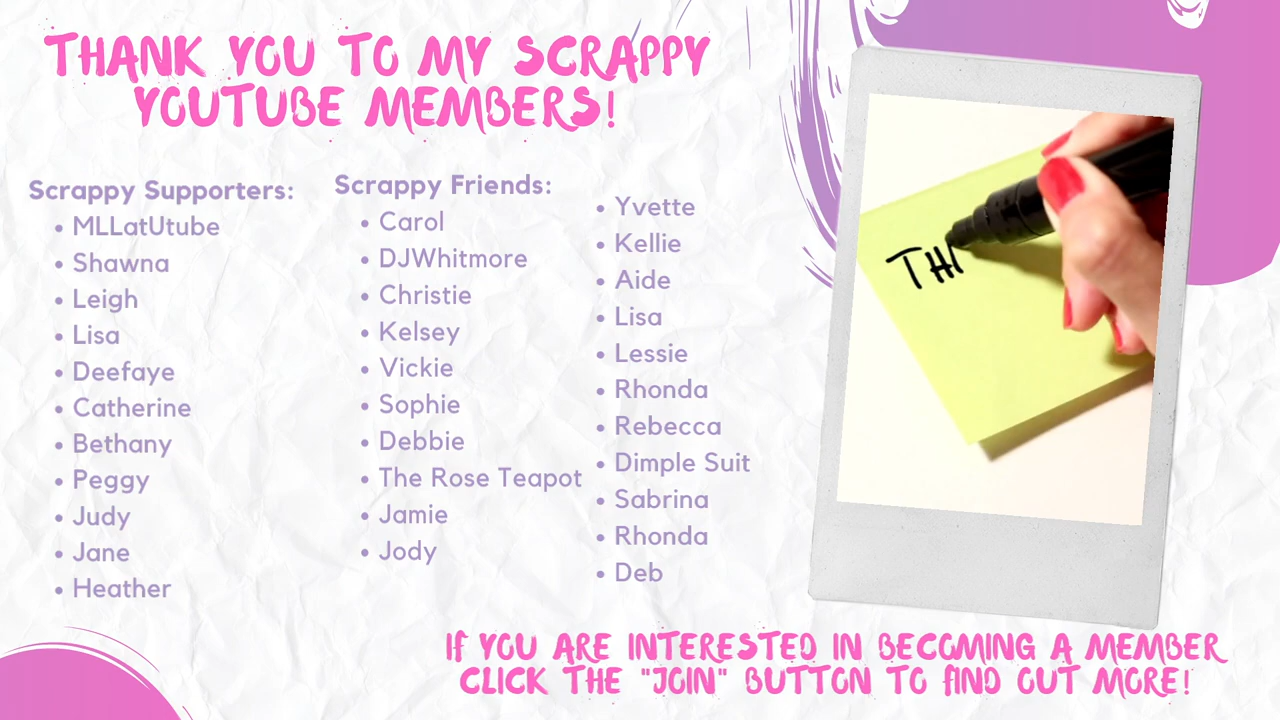 THANK YOU TO MY SCRAPPY
YOUTUBE MEMBERS!
Scrappy Supporters:
• MLLatUtube
• Shawna
• Leigh
• Lisa
• Deefaye
• Catherine
• Bethany
• Peggy
• Judy
• Jane
• Heather
Scrappy Friends:
• Carol
• DJWhitmore
• Christie
• Kelsey
• Vickie
• Sophie
• Debbie
• The Rose Teapot
• Jamie
• Jody
• Yvette
• Kellie
• Aide
• Lisa
• Lessie
• Rhonda
• Rebecca
• Dimple Suit
• Sabrina
• Rhonda
• Deb
TH
IF YOU ARE INTERESTED IN BECOMING A MEMBER
CLICK THE "JOIN" BUTTON TO FIND OUT MORE!